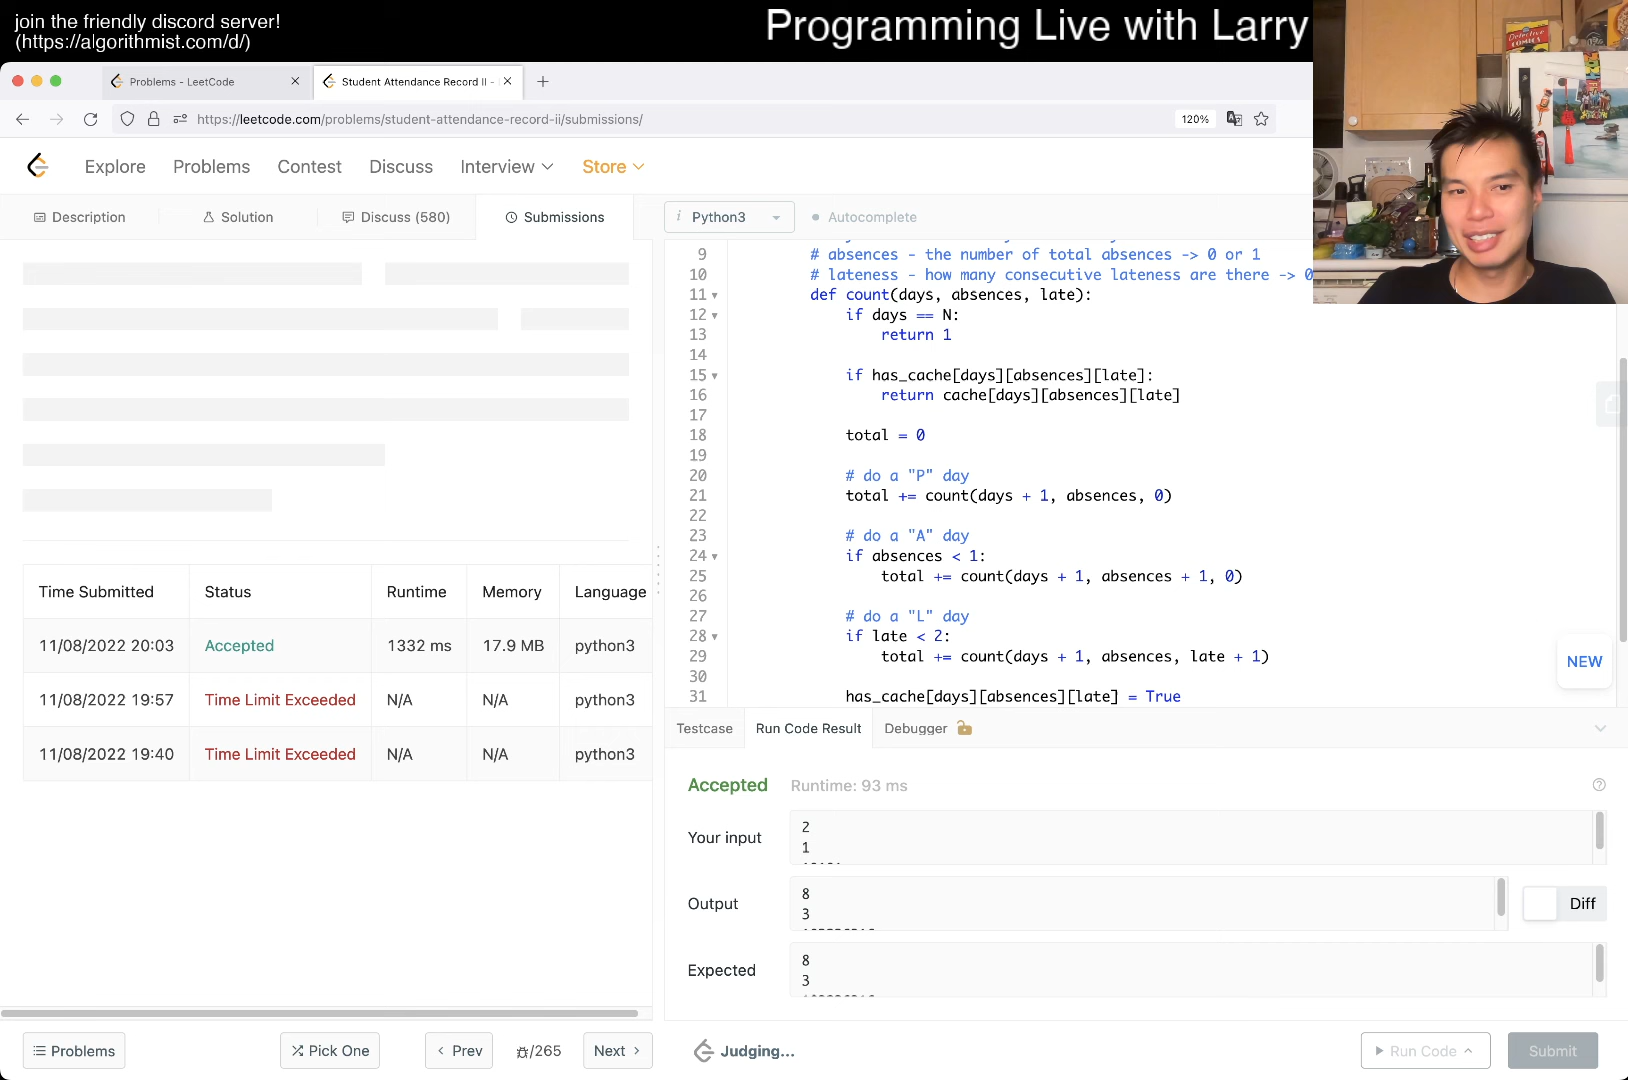 join the friendly discord server!
(https://algorithmist.com/d/)
Programming Live with Larry
Problems - LeetCode
Student Attendance Record II -
https://leetcode.com/problems/student-attendance-record-ii/submissions/
120%
Explore
Problems
Contest
Discuss
Interview
Store
Description
Solution
Discuss (580)
Submissions
Python3
Autocomplete
9 # absences - the number of total absences -> 0 or 1
10 # lateness - how many consecutive lateness are there -> 0
11 def count(days, absences, late):
12 if days == N:
13 return 1
14
15 if has_cache[days][absences][late]:
16 return cache[days][absences][late]
17
18 total = 0
19
20 # do a "P" day
21 total += count(days + 1, absences, 0)
22
23 # do a "A" day
24 if absences < 1:
25 total += count(days + 1, absences + 1, 0)
26
27 # do a "L" day
28 if late < 2:
29 total += count(days + 1, absences, late + 1)
30
31 has_cache[days][absences][late] = True
Time Submitted Status Runtime Memory Language
11/08/2022 20:03 Accepted 1332 ms 17.9 MB python3
11/08/2022 19:57 Time Limit Exceeded N/A N/A python3
11/08/2022 19:40 Time Limit Exceeded N/A N/A python3
NEW
Testcase
Run Code Result
Debugger
Accepted Runtime: 93 ms
Your input
2
1
Output
8
3
Diff
Expected
8
3
Problems
Pick One
Prev
/265
Next
Judging...
Run Code
Submit